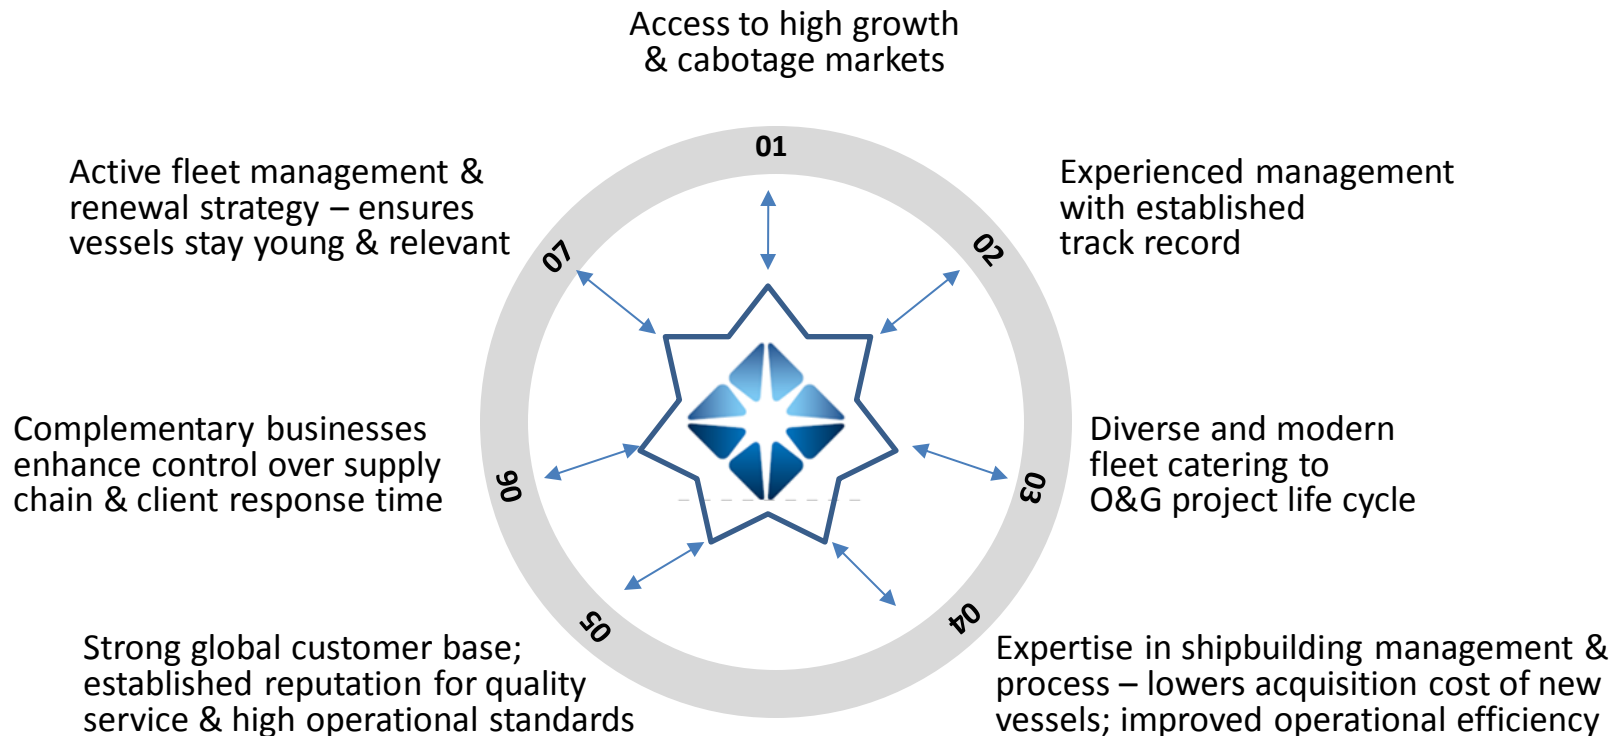 Access to high growth
& cabotage markets
01
Experienced management
with established
track record
02
Diverse and modern
fleet catering to
O&G project life cycle
03
Expertise in shipbuilding management &
process – lowers acquisition cost of new
vessels; improved operational efficiency
04
Strong global customer base;
established reputation for quality
service & high operational standards
05
Complementary businesses
enhance control over supply
chain & client response time
06
Active fleet management &
renewal strategy – ensures
vessels stay young & relevant
07